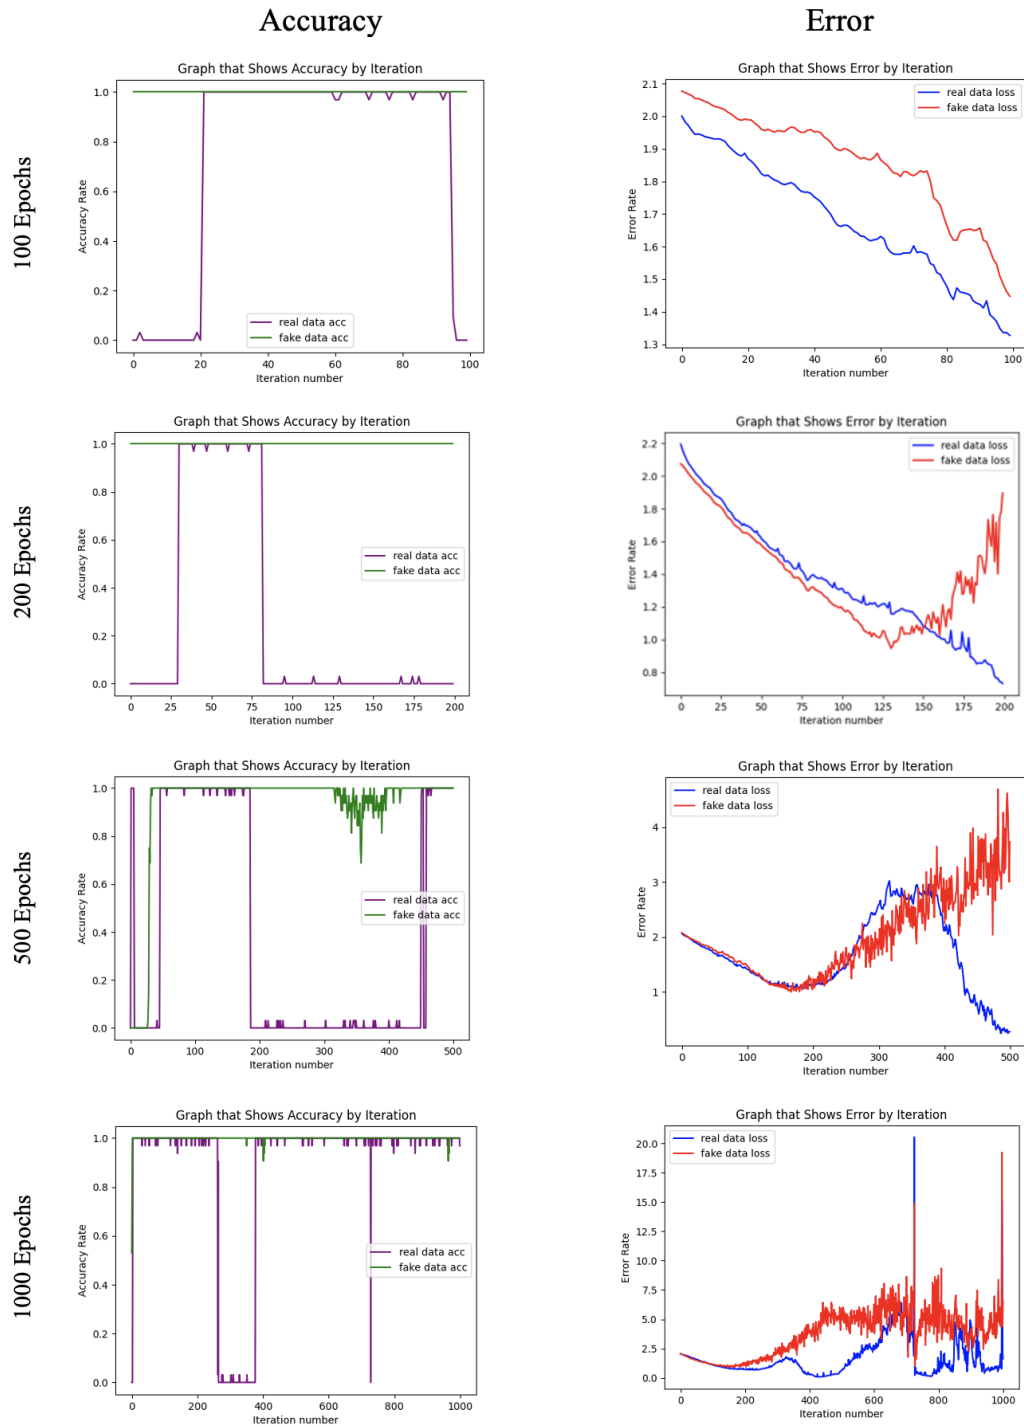 Accuracy
Error
100 Epochs
Graph that Shows Accuracy by Iteration
Accuracy Rate
1.0
0.8
0.6
0.4
0.2
0.0
real data acc
fake data acc
0 20 40 60 80 100
Iteration number
Graph that Shows Error by Iteration
Error Rate
2.1
2.0
1.9
1.8
1.7
1.6
1.5
1.4
1.3
real data loss
fake data loss
0 20 40 60 80 100
Iteration number
200 Epochs
Graph that Shows Accuracy by Iteration
Accuracy Rate
1.0
0.8
0.6
0.4
0.2
0.0
real data acc
fake data acc
0 25 50 75 100 125 150 175 200
Iteration number
Graph that Shows Error by Iteration
Error Rate
2.2
2.0
1.8
1.6
1.4
1.2
1.0
0.8
real data loss
fake data loss
0 25 50 75 100 125 150 175 200
Iteration number
500 Epochs
Graph that Shows Accuracy by Iteration
Accuracy Rate
1.0
0.8
0.6
0.4
0.2
0.0
real data acc
fake data acc
0 100 200 300 400 500
Iteration number
Graph that Shows Error by Iteration
Error Rate
4
3
2
1
real data loss
fake data loss
0 100 200 300 400 500
Iteration number
1000 Epochs
Graph that Shows Accuracy by Iteration
Accuracy Rate
1.0
0.8
0.6
0.4
0.2
0.0
real data acc
fake data acc
0 200 400 600 800 1000
Iteration number
Graph that Shows Error by Iteration
Error Rate
20.0
17.5
15.0
12.5
10.0
7.5
5.0
2.5
0.0
real data loss
fake data loss
0 200 400 600 800 1000
Iteration number